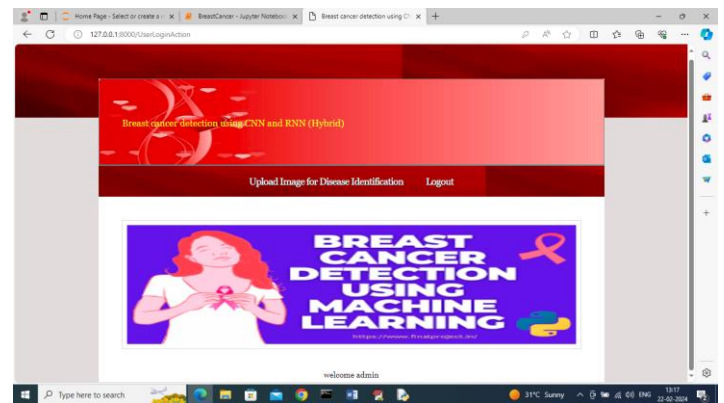 Home Page - Select or create a n
BreastCancer - Jupyter Noteboo
Breast cancer detection using C
127.0.0.1:8000/UserLoginAction
Breast cancer detection using CNN and RNN (Hybrid)
Upload Image for Disease Identification Logout
BREAST
CANCER
DETECTION
USING
MACHINE
LEARNING
welcome admin
Type here to search
31°C Sunny
ENG
13:17
22-02-2024